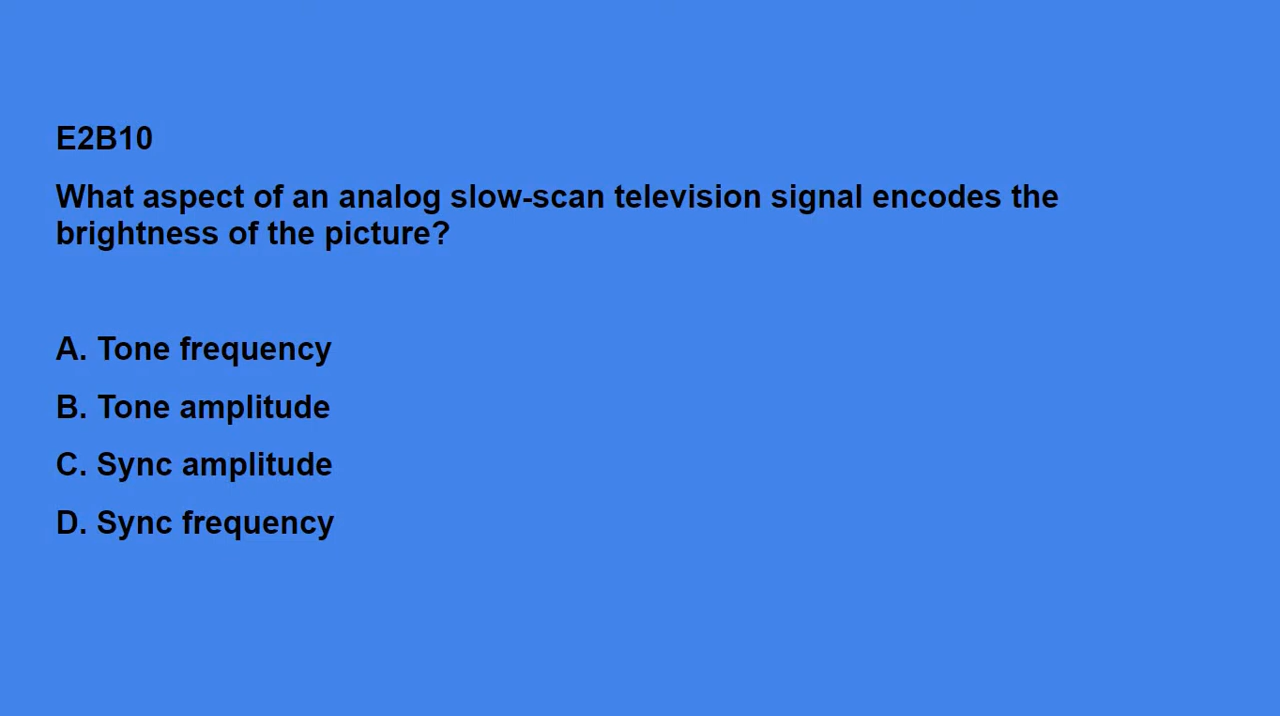 E2B10
What aspect of an analog slow-scan television signal encodes the
brightness of the picture?
A. Tone frequency
B. Tone amplitude
C. Sync amplitude
D. Sync frequency